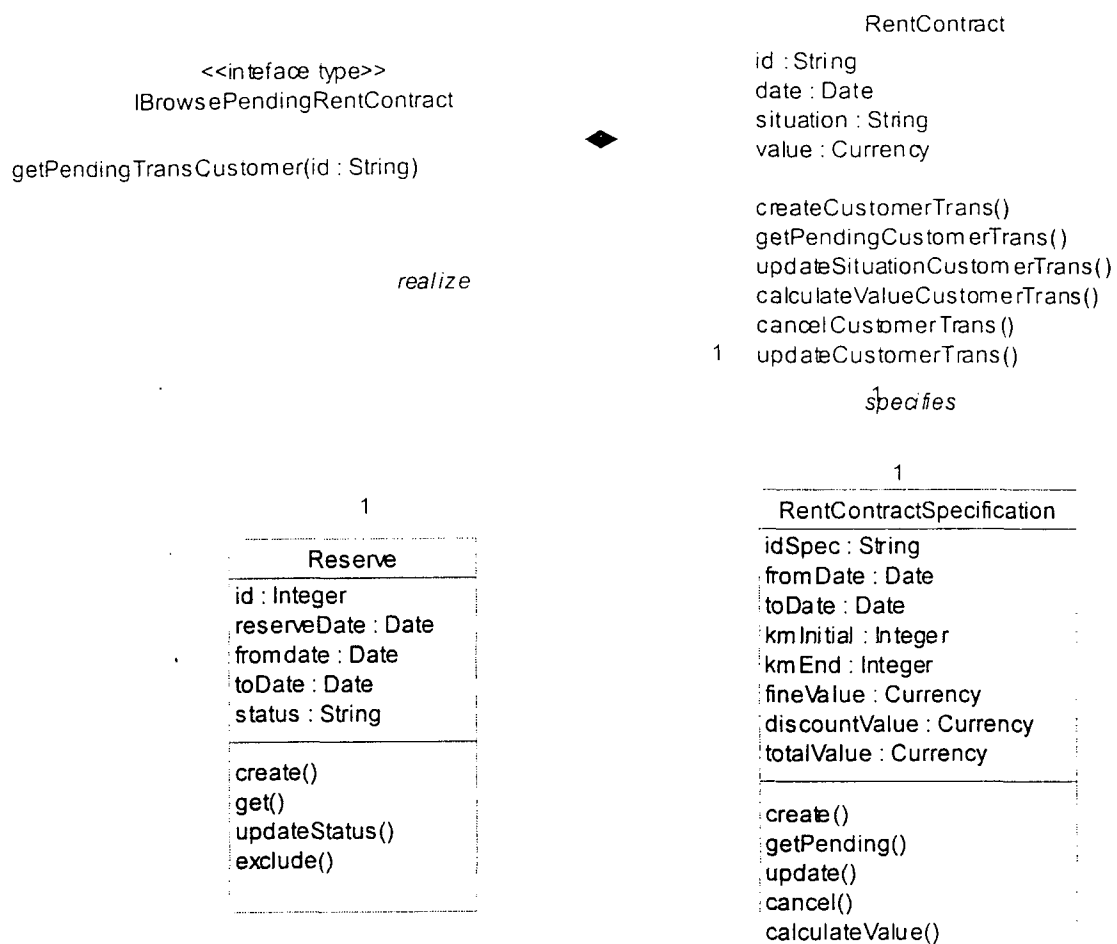 <<inteface type>>
IBrowsePendingRentContract
getPendingTransCustomer(id : String)
realize
RentContract
id : String
date : Date
situation : String
value : Currency
createCustomerTrans()
getPendingCustomerTrans()
updateSituationCustomerTrans()
calculateValueCustomerTrans()
cancelCustomerTrans()
1 updateCustomerTrans()
1
specifies
1
Reserve
id : Integer
reserveDate : Date
fromdate : Date
toDate : Date
status : String
create()
get()
updateStatus()
exclude()
1
RentContractSpecification
idSpec : String
fromDate : Date
toDate : Date
kmInitial : Integer
kmEnd : Integer
fineValue : Currency
discountValue : Currency
totalValue : Currency
create()
getPending()
update()
cancel()
calculateValue()